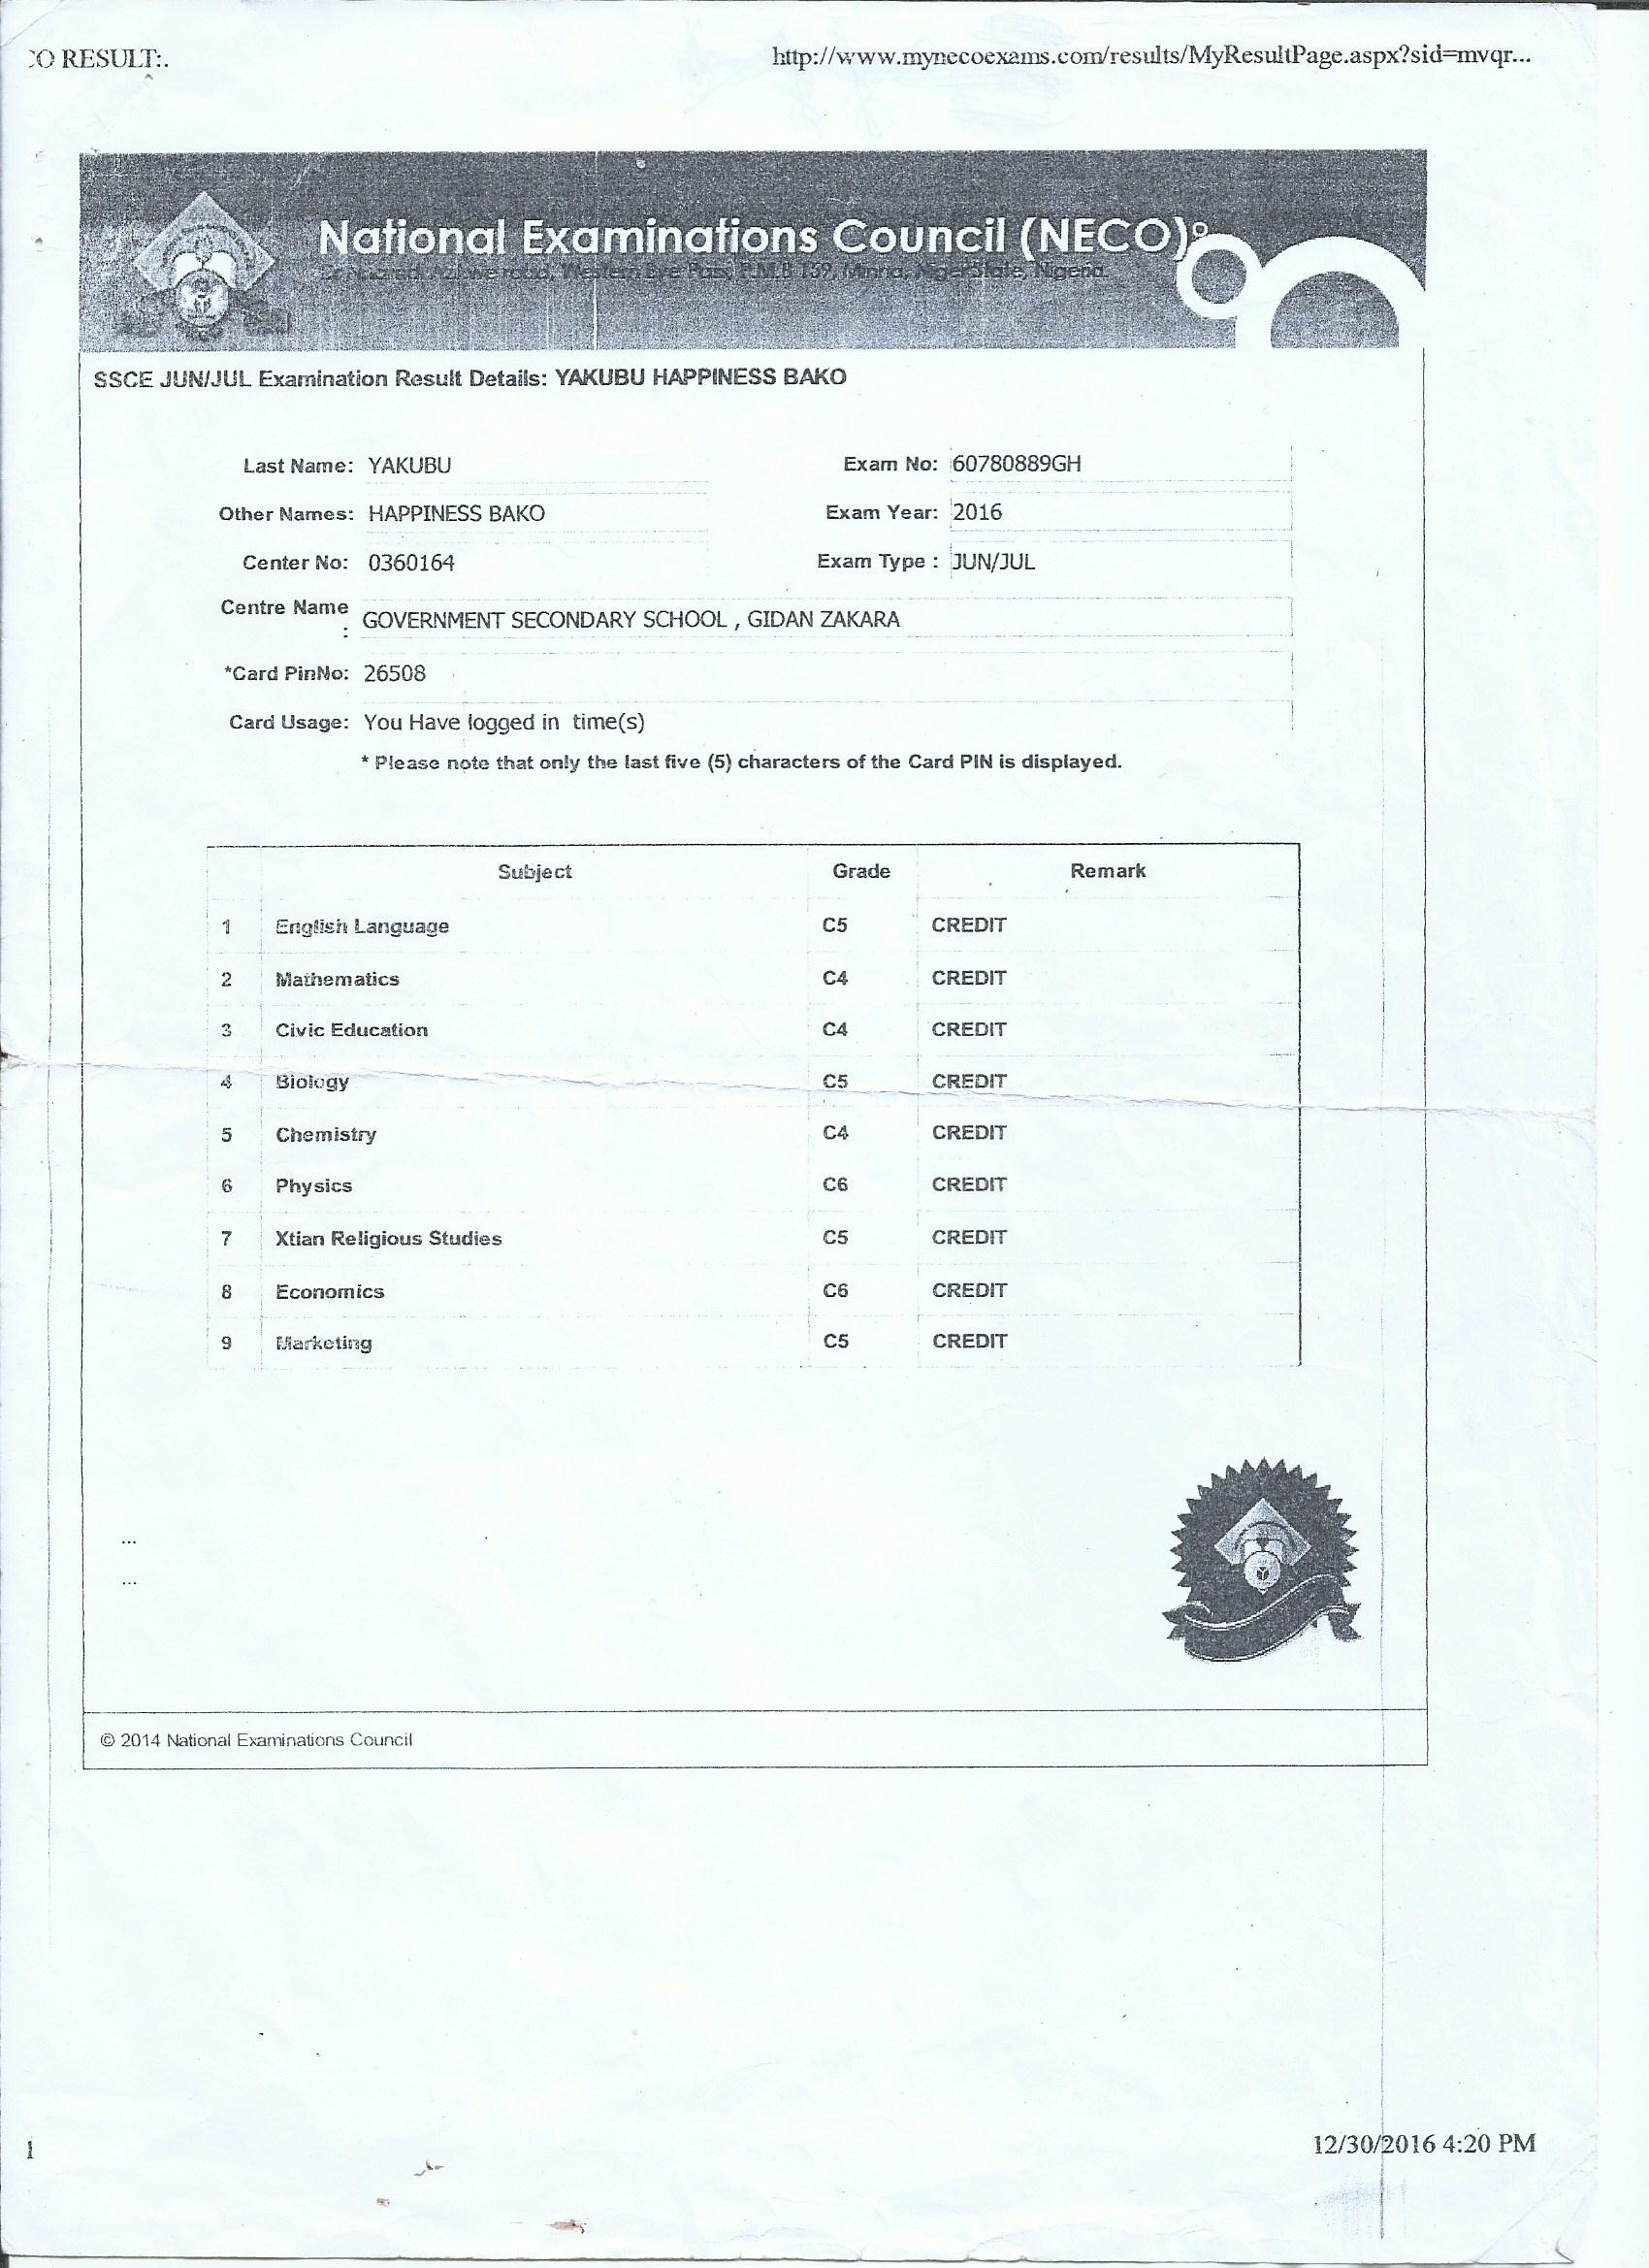 CO RESULT:.
http://www.mynecoexams.com/results/MyResultPage.aspx?sid=mvqr...
National Examinations Council (NECO)
Western Bye Pass, P.M.B 159, Minna, Niger State, Nigeria.
SSCE JUN/JUL Examination Result Details: YAKUBU HAPPINESS BAKO
Last Name: YAKUBU Exam No: 60780889GH
Other Names: HAPPINESS BAKO Exam Year: 2016
Center No: 0360164 Exam Type : JUN/JUL
Centre Name : GOVERNMENT SECONDARY SCHOOL , GIDAN ZAKARA
*Card PinNo: 26508
Card Usage: You Have logged in time(s)
* Please note that only the last five (5) characters of the Card PIN is displayed.
Subject Grade Remark
1 English Language C5 CREDIT
2 Mathematics C4 CREDIT
3 Civic Education C4 CREDIT
4 Biology C5 CREDIT
5 Chemistry C4 CREDIT
6 Physics C6 CREDIT
7 Xtian Religious Studies C5 CREDIT
8 Economics C6 CREDIT
9 Marketing C5 CREDIT
...
...
© 2014 National Examinations Council
1
12/30/2016 4:20 PM